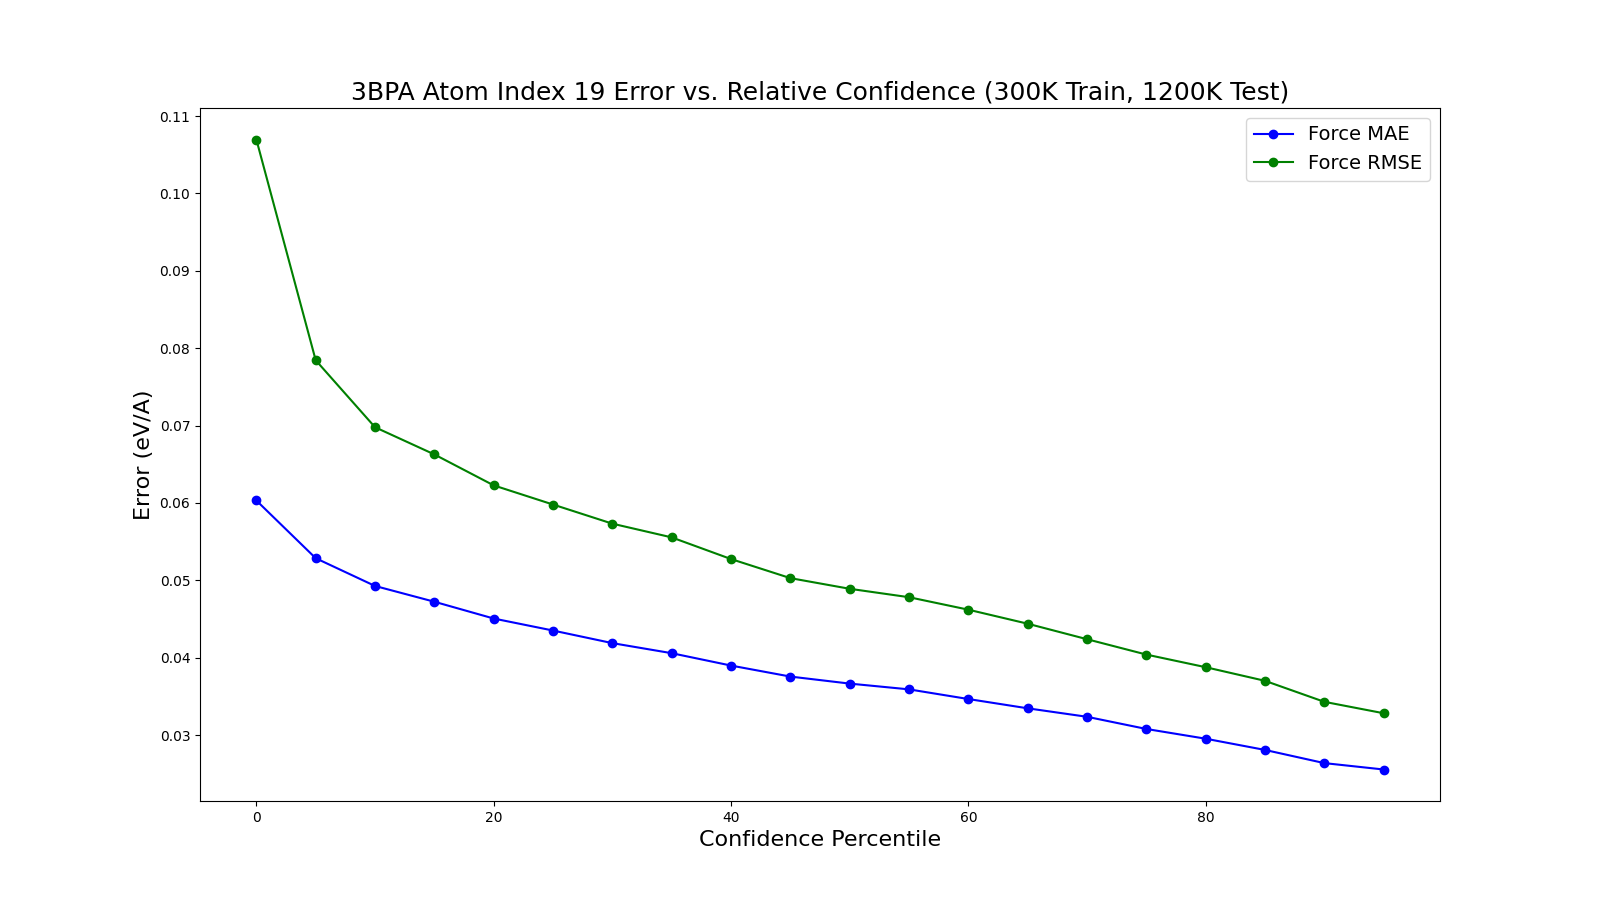 3BPA Atom Index 19 Error vs. Relative Confidence (300K Train, 1200K Test)
Force MAE
Force RMSE
Error (eV/A)
0.11
0.10
0.09
0.08
0.07
0.06
0.05
0.04
0.03
0 20 40 60 80
Confidence Percentile